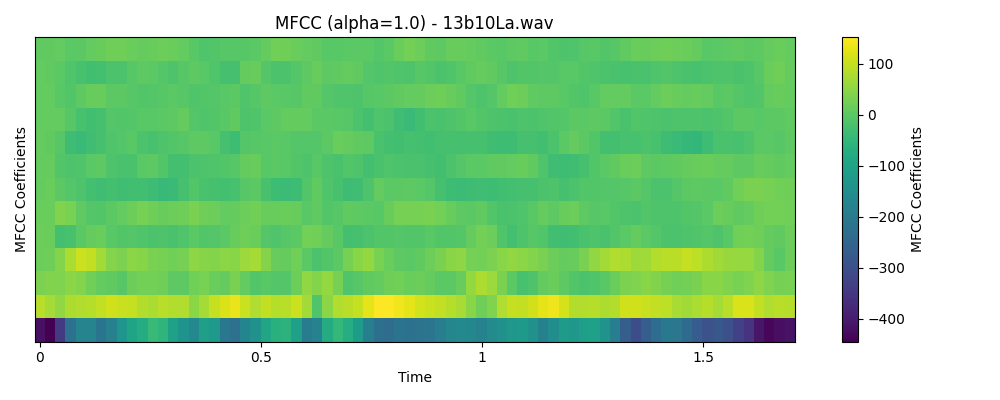 MFCC (alpha=1.0) - 13b10La.wav
MFCC Coefficients
0
0.5
1
1.5
Time
100
0
−100
−200
−300
−400
MFCC Coefficients